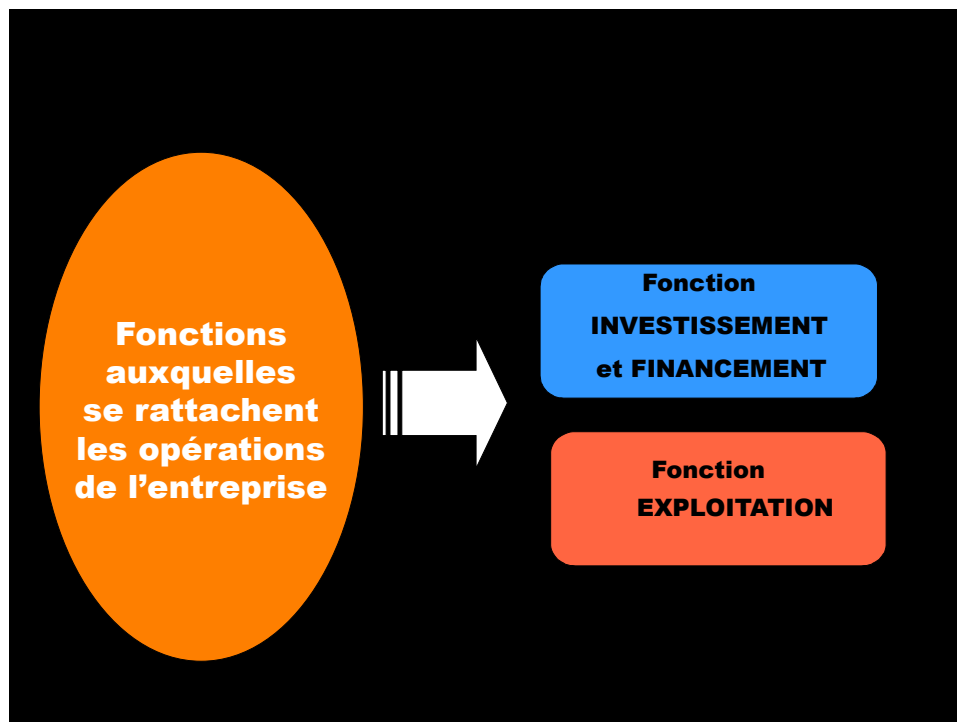 Fonctions
auxquelles
se rattachent
les opérations
de l’entreprise
Fonction
INVESTISSEMENT
et FINANCEMENT
Fonction
EXPLOITATION